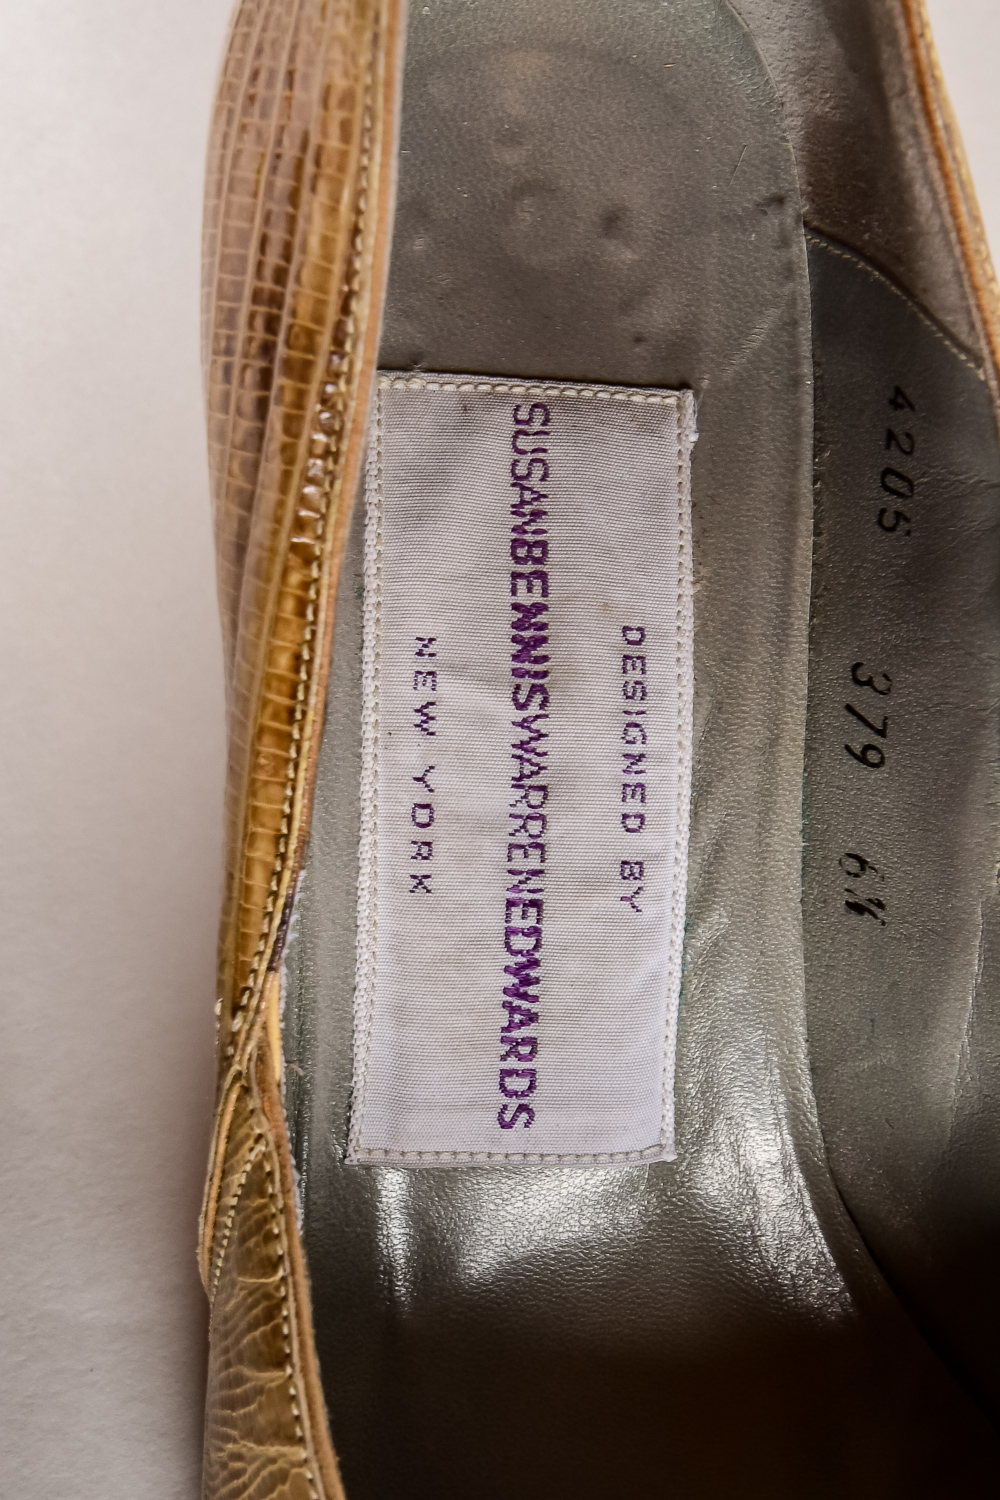 DESIGNED BY
SUSANBENNISWARRENEDWARDS
NEW YORK
4205 379 6½